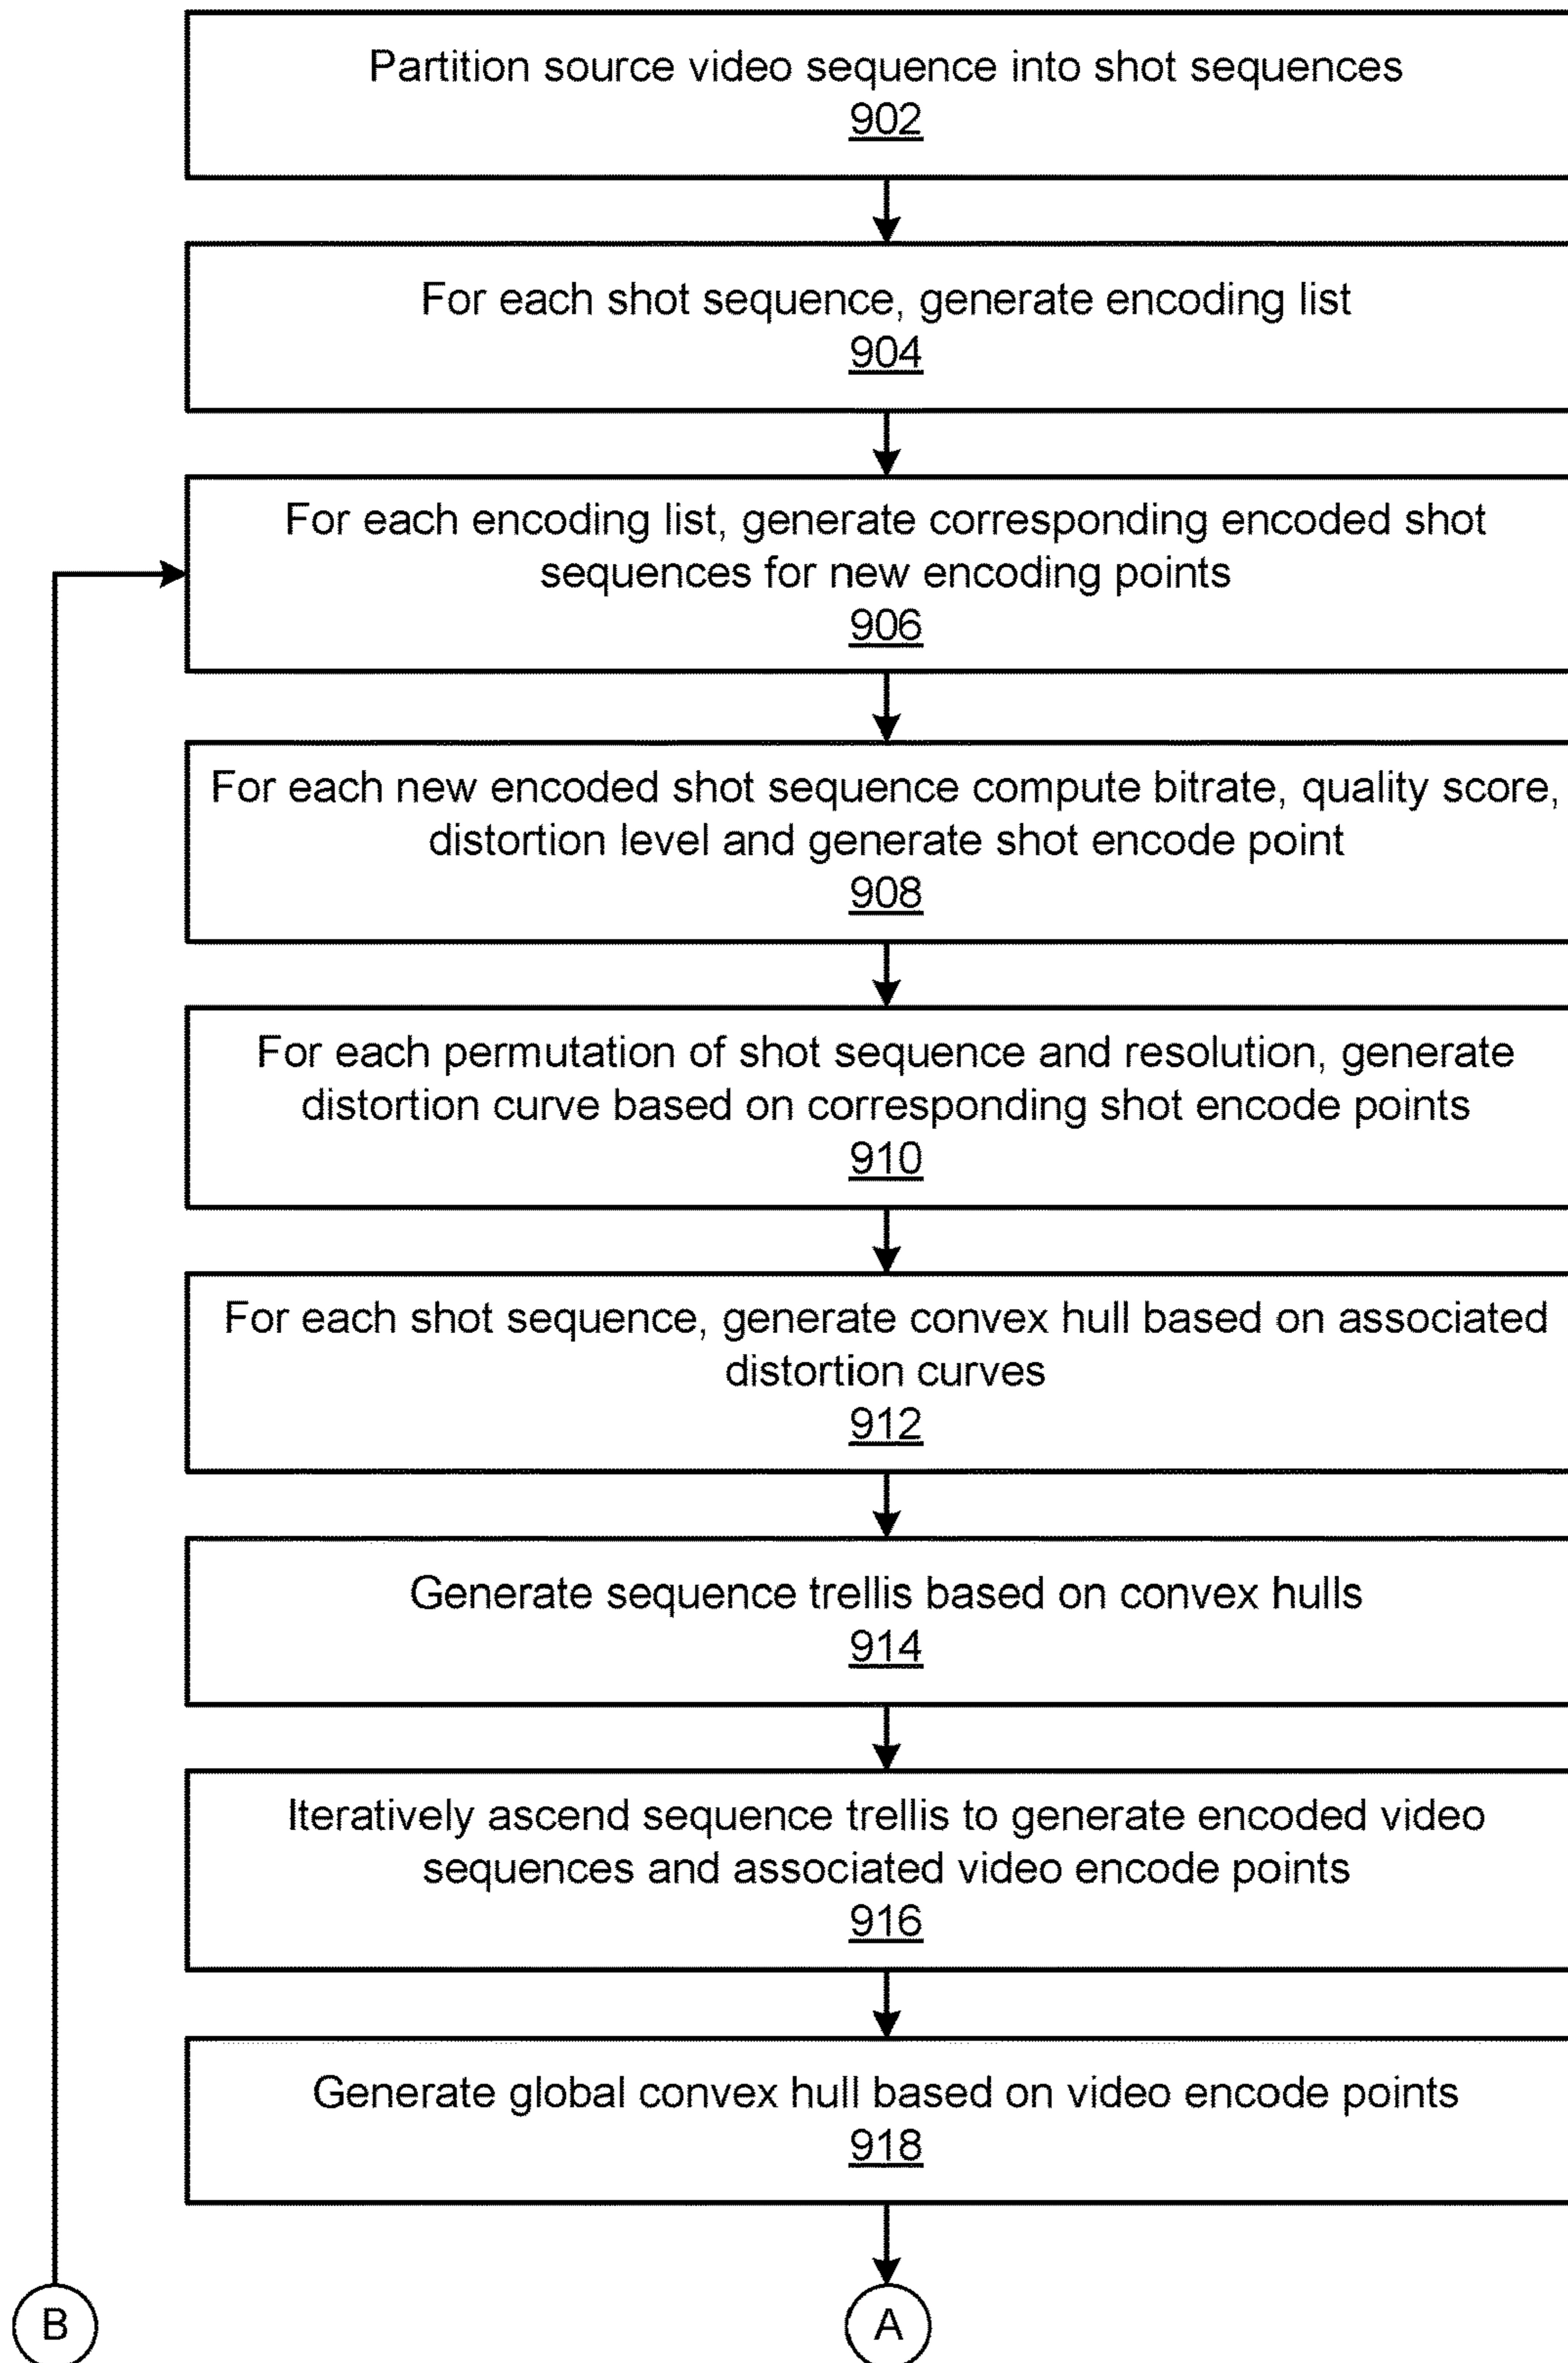 Partition source video sequence into shot sequences
902
For each shot sequence, generate encoding list
904
For each encoding list, generate corresponding encoded shot
sequences for new encoding points
906
For each new encoded shot sequence compute bitrate, quality score,
distortion level and generate shot encode point
908
For each permutation of shot sequence and resolution, generate
distortion curve based on corresponding shot encode points
910
For each shot sequence, generate convex hull based on associated
distortion curves
912
Generate sequence trellis based on convex hulls
914
Iteratively ascend sequence trellis to generate encoded video
sequences and associated video encode points
916
Generate global convex hull based on video encode points
918
B
A